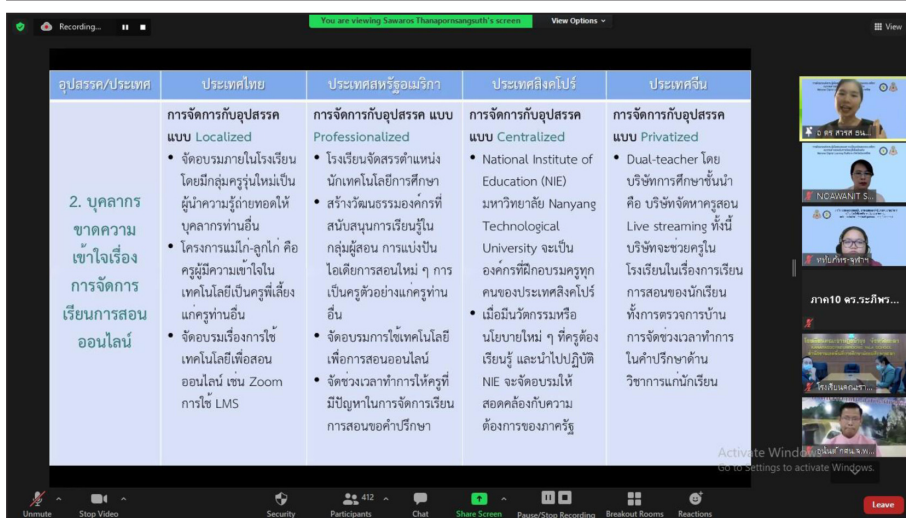 Recording...
You are viewing Sawaros Thanapornsangsuth's screen
View Options
View
อุปสรรค/ประเทศ
ประเทศไทย
ประเทศสหรัฐอเมริกา
ประเทศสิงคโปร์
ประเทศจีน
2. บุคลากร
ขาดความ
เข้าใจเรื่อง
การจัดการ
เรียนการสอน
ออนไลน์
การจัดการกับอุปสรรค
แบบ Localized
• จัดอบรมภายในโรงเรียน
โดยมีกลุ่มครูรุ่นใหม่เป็น
ผู้นำความรู้ถ่ายทอดให้
บุคลากรท่านอื่น
• โครงการแม่ไก่-ลูกไก่ คือ
ครูผู้มีความเข้าใจใน
เทคโนโลยีเป็นครูพี่เลี้ยง
แก่ครูท่านอื่น
• จัดอบรมเรื่องการใช้
เทคโนโลยีเพื่อสอน
ออนไลน์ เช่น Zoom
การใช้ LMS
การจัดการกับอุปสรรค แบบ
Professionalized
• โรงเรียนจัดสรรตำแหน่ง
นักเทคโนโลยีการศึกษา
• สร้างวัฒนธรรมองค์กรที่
สนับสนุนการเรียนรู้ใน
กลุ่มผู้สอน การแบ่งปัน
ไอเดียการสอนใหม่ ๆ การ
เป็นครูตัวอย่างแก่ครูท่าน
อื่น
• จัดอบรมการใช้เทคโนโลยี
เพื่อการสอนออนไลน์
• จัดช่วงเวลาทำการให้ครูที่
มีปัญหาในการจัดการเรียน
การสอนขอคำปรึกษา
การจัดการกับอุปสรรค
แบบ Centralized
• National Institute of
Education (NIE)
มหาวิทยาลัย Nanyang
Technological
University จะเป็น
องค์กรที่ฝึกอบรมครูทุก
คนของประเทศสิงคโปร์
• เมื่อมีนวัตกรรมหรือ
นโยบายใหม่ ๆ ที่ครูต้อง
เรียนรู้ และนำไปปฏิบัติ
NIE จะจัดอบรมให้
สอดคล้องกับความ
ต้องการของภาครัฐ
การจัดการกับอุปสรรค
แบบ Privatized
• Dual-teacher โดย
บริษัทการศึกษาชั้นนำ
คือ บริษัทจัดหาครูสอน
Live streaming ทั้งนี้
บริษัทจะช่วยครูใน
โรงเรียนในเรื่องการเรียน
การสอนของนักเรียน
ทั้งการตรวจการบ้าน
การจัดช่วงเวลาทำการ
ในคำปรึกษาด้าน
วิชาการแก่นักเรียน
อ ดร สวรส ธน...
NOAWANIT S...
ภาค10 ดร.ระภีพร...
Activate Windows
Go to Settings to activate Windows.
Unmute
Stop Video
Security
412
Participants
Chat
Share Screen
Pause/Stop Recording
Breakout Rooms
Reactions
Leave